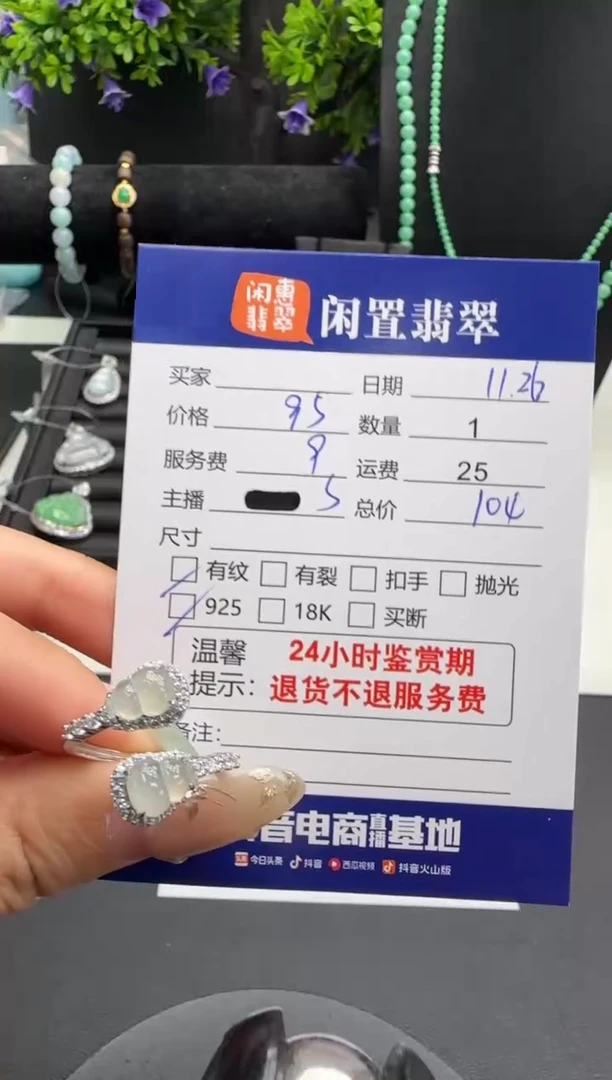 闲惠翡翠 闲置翡翠
买家 日期 11.26
价格 95 数量 1
服务费 9 运费 25
主播 5 总价 104
尺寸
有纹 有裂 扣手 抛光
925 18K 买断
温馨 24小时鉴赏期
提示: 退货不退服务费
备注:
音电商直播基地
今日头条 抖音 西瓜视频 抖音火山版